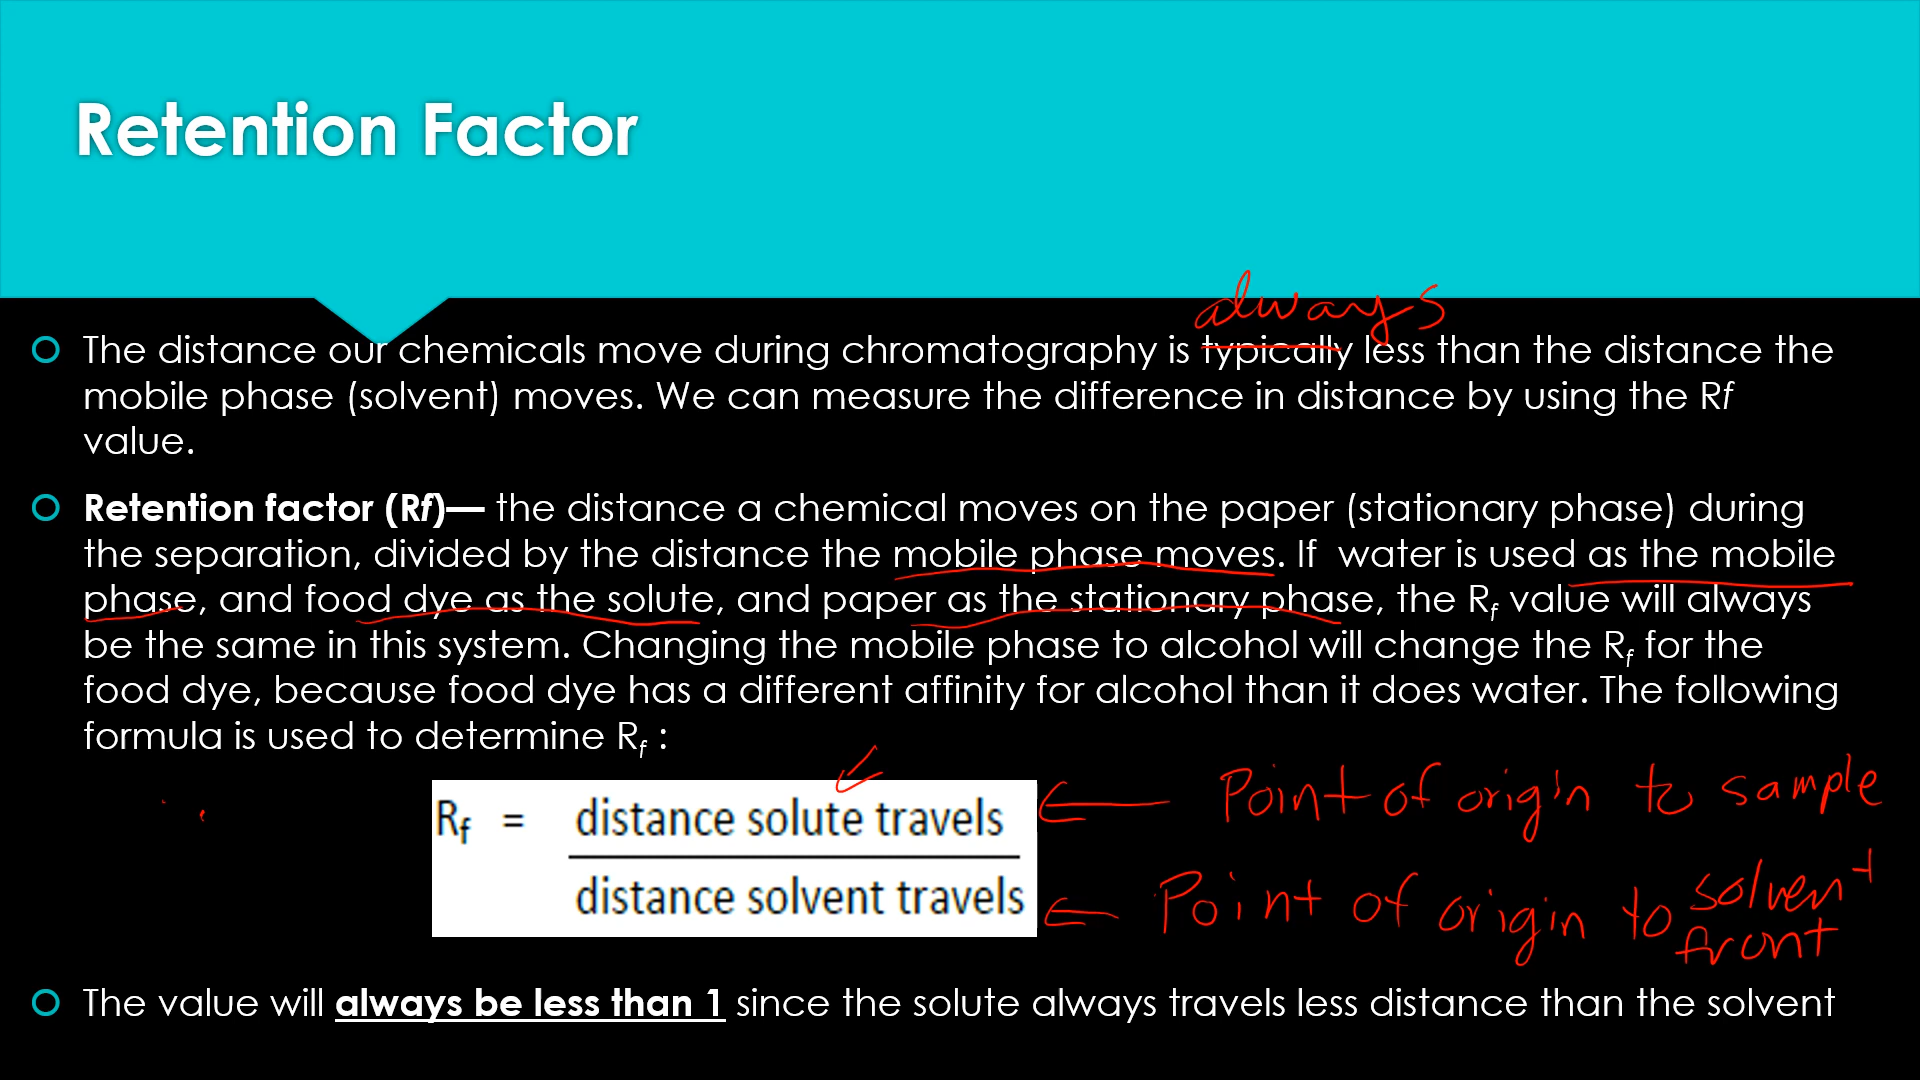 Retention Factor
always
The distance our chemicals move during chromatography is typically less than the distance the
mobile phase (solvent) moves. We can measure the difference in distance by using the Rf
value.
Retention factor (Rf)— the distance a chemical moves on the paper (stationary phase) during
the separation, divided by the distance the mobile phase moves. If water is used as the mobile
phase, and food dye as the solute, and paper as the stationary phase, the Rf value will always
be the same in this system. Changing the mobile phase to alcohol will change the Rf for the
food dye, because food dye has a different affinity for alcohol than it does water. The following
formula is used to determine Rf :
Rf = distance solute travels
distance solvent travels
Point of origin to sample
Point of origin to solvent
front
The value will always be less than 1 since the solute always travels less distance than the solvent